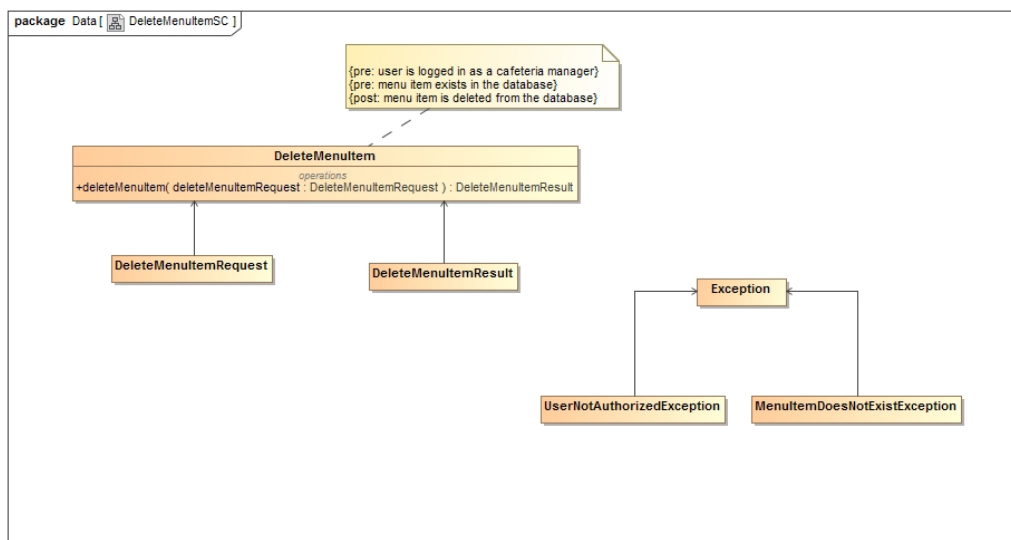 package Data [ DeleteMenuItemSC ]
{pre: user is logged in as a cafeteria manager}
{pre: menu item exists in the database}
{post: menu item is deleted from the database}
DeleteMenuItem
operations
+deleteMenuItem( deleteMenuItemRequest : DeleteMenuItemRequest ) : DeleteMenuItemResult
DeleteMenuItemRequest
DeleteMenuItemResult
Exception
UserNotAuthorizedException
MenuItemDoesNotExistException